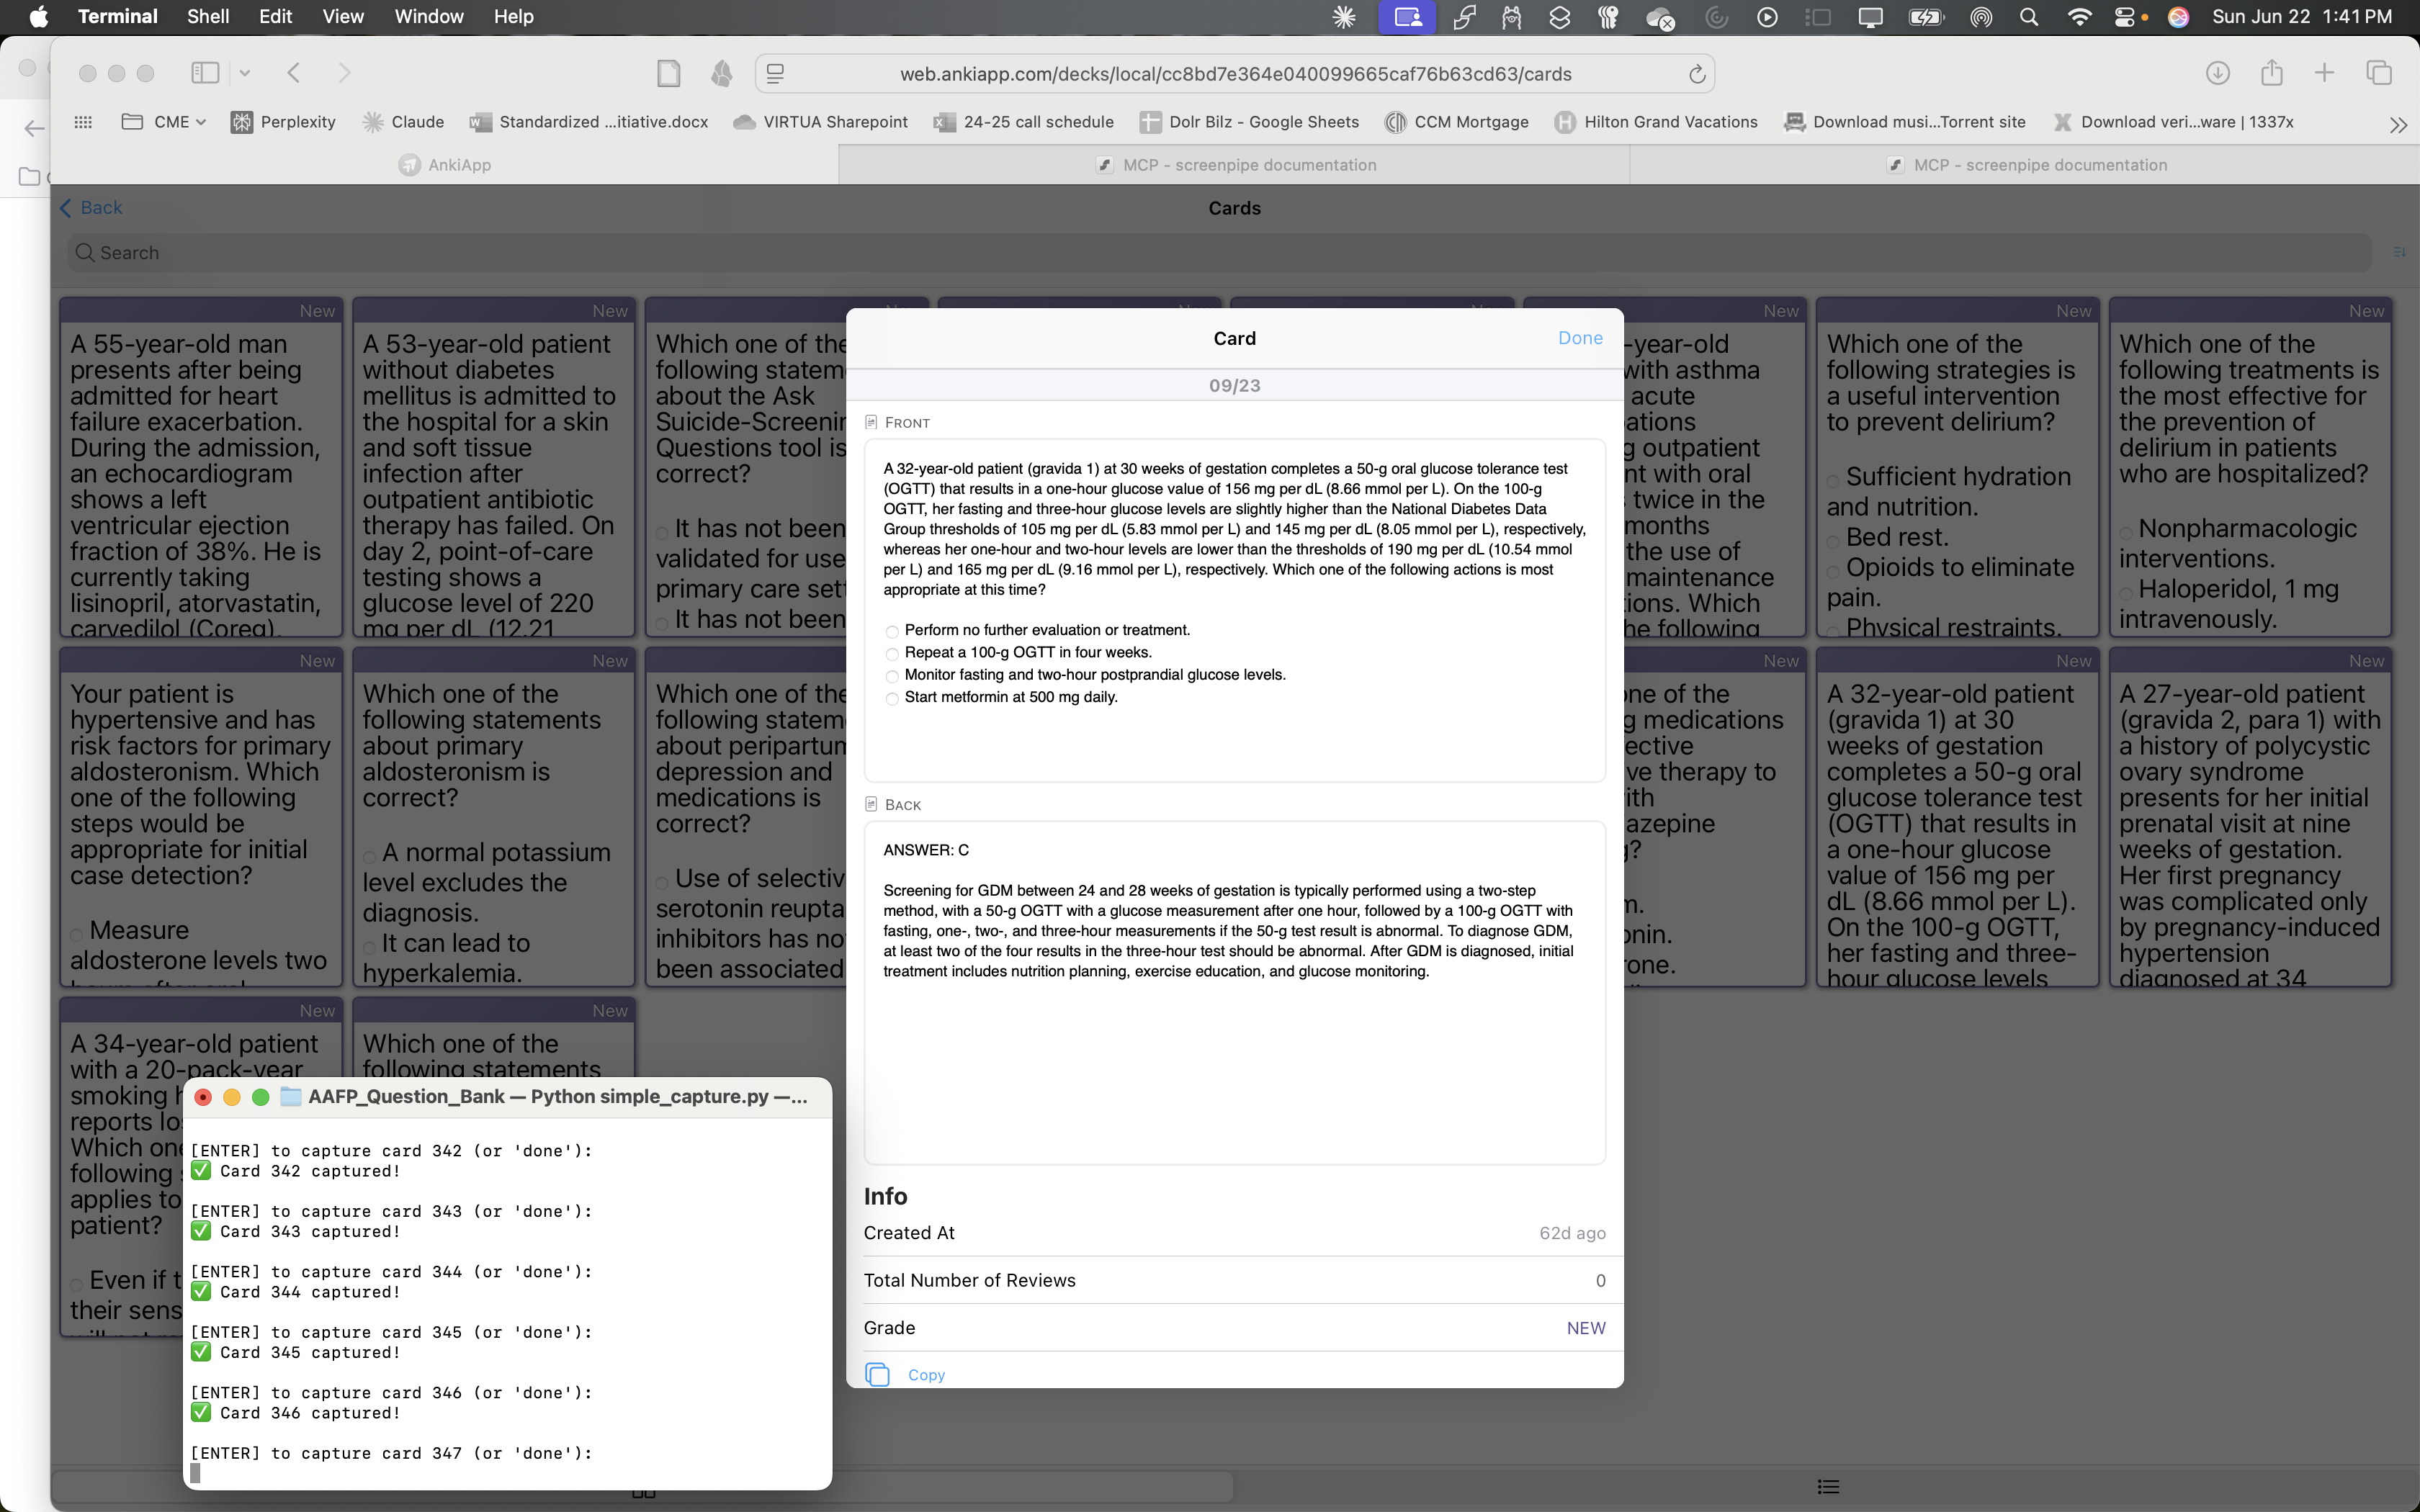 Terminal Shell Edit View Window Help Sun Jun 22 1:41 PM
web.ankiapp.com/decks/local/cc8bd7e364e040099665caf76b63cd63/cards
CME Perplexity Claude Standardized ...itiative.docx VIRTUA Sharepoint 24-25 call schedule Dolr Bilz - Google Sheets CCM Mortgage Hilton Grand Vacations Download musi...Torrent site Download veri...ware | 1337x
AnkiApp MCP - screenpipe documentation MCP - screenpipe documentation
Back Cards
Search
New
A 55-year-old man
presents after being
admitted for heart
failure exacerbation.
During the admission,
an echocardiogram
shows a left
ventricular ejection
fraction of 38%. He is
currently taking
lisinopril, atorvastatin,
carvedilol (Coreg),
New
A 53-year-old patient
without diabetes
mellitus is admitted to
the hospital for a skin
and soft tissue
infection after
outpatient antibiotic
therapy has failed. On
day 2, point-of-care
testing shows a
glucose level of 220
mg per dL (12.21
Which one of the
following statem
about the Ask
Suicide-Screenin
Questions tool is
correct?
It has not been
validated for use
primary care sett
It has not been
New
-year-old
with asthma
acute
ations
g outpatient
nt with oral
twice in the
months
the use of
maintenance
ions. Which
he following
New
Which one of the
following strategies is
a useful intervention
to prevent delirium?
Sufficient hydration
and nutrition.
Bed rest.
Opioids to eliminate
pain.
Physical restraints.
New
Which one of the
following treatments is
the most effective for
the prevention of
delirium in patients
who are hospitalized?
Nonpharmacologic
interventions.
Haloperidol, 1 mg
intravenously.
New
Your patient is
hypertensive and has
risk factors for primary
aldosteronism. Which
one of the following
steps would be
appropriate for initial
case detection?
Measure
aldosterone levels two
New
Which one of the
following statements
about primary
aldosteronism is
correct?
A normal potassium
level excludes the
diagnosis.
It can lead to
hyperkalemia.
Which one of the
following statem
about peripartum
depression and
medications is
correct?
Use of selectiv
serotonin reupta
inhibitors has no
been associated
New
ne of the
g medications
ective
ve therapy to
ith
azepine
g?
m.
onin.
one.
New
A 32-year-old patient
(gravida 1) at 30
weeks of gestation
completes a 50-g oral
glucose tolerance test
(OGTT) that results in
a one-hour glucose
value of 156 mg per
dL (8.66 mmol per L).
On the 100-g OGTT,
her fasting and three-
hour glucose levels
New
A 27-year-old patient
(gravida 2, para 1) with
a history of polycystic
ovary syndrome
presents for her initial
prenatal visit at nine
weeks of gestation.
Her first pregnancy
was complicated only
by pregnancy-induced
hypertension
diagnosed at 34
New
A 34-year-old patient
with a 20-pack-year
smoking h
reports lo
Which one
following
applies to
patient?
Even if t
their sens
New
Which one of the
following statements
Card Done
09/23
FRONT
A 32-year-old patient (gravida 1) at 30 weeks of gestation completes a 50-g oral glucose tolerance test
(OGTT) that results in a one-hour glucose value of 156 mg per dL (8.66 mmol per L). On the 100-g
OGTT, her fasting and three-hour glucose levels are slightly higher than the National Diabetes Data
Group thresholds of 105 mg per dL (5.83 mmol per L) and 145 mg per dL (8.05 mmol per L), respectively,
whereas her one-hour and two-hour levels are lower than the thresholds of 190 mg per dL (10.54 mmol
per L) and 165 mg per dL (9.16 mmol per L), respectively. Which one of the following actions is most
appropriate at this time?
Perform no further evaluation or treatment.
Repeat a 100-g OGTT in four weeks.
Monitor fasting and two-hour postprandial glucose levels.
Start metformin at 500 mg daily.
BACK
ANSWER: C
Screening for GDM between 24 and 28 weeks of gestation is typically performed using a two-step
method, with a 50-g OGTT with a glucose measurement after one hour, followed by a 100-g OGTT with
fasting, one-, two-, and three-hour measurements if the 50-g test result is abnormal. To diagnose GDM,
at least two of the four results in the three-hour test should be abnormal. After GDM is diagnosed, initial
treatment includes nutrition planning, exercise education, and glucose monitoring.
Info
Created At 62d ago
Total Number of Reviews 0
Grade NEW
Copy
AAFP_Question_Bank — Python simple_capture.py —...
[ENTER] to capture card 342 (or 'done'):
✅ Card 342 captured!
[ENTER] to capture card 343 (or 'done'):
✅ Card 343 captured!
[ENTER] to capture card 344 (or 'done'):
✅ Card 344 captured!
[ENTER] to capture card 345 (or 'done'):
✅ Card 345 captured!
[ENTER] to capture card 346 (or 'done'):
✅ Card 346 captured!
[ENTER] to capture card 347 (or 'done'):